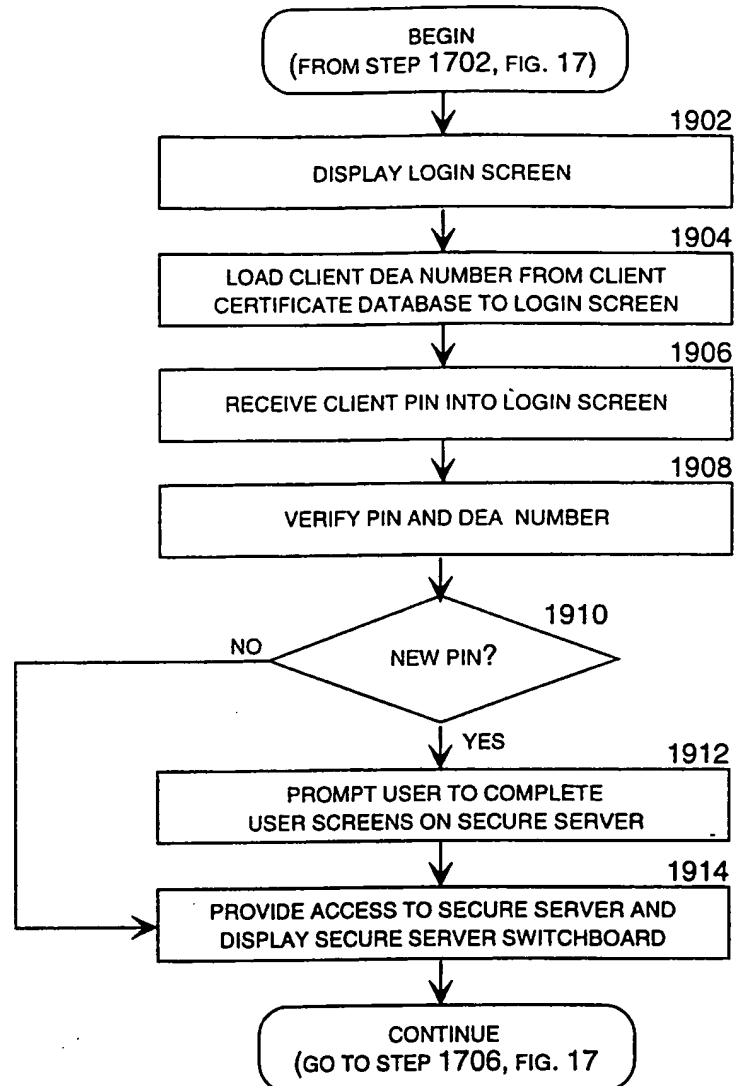 BEGIN
(FROM STEP 1702, FIG. 17)
1902
DISPLAY LOGIN SCREEN
1904
LOAD CLIENT DEA NUMBER FROM CLIENT
CERTIFICATE DATABASE TO LOGIN SCREEN
1906
RECEIVE CLIENT PIN INTO LOGIN SCREEN
1908
VERIFY PIN AND DEA NUMBER
1910
NO
NEW PIN?
YES
1912
PROMPT USER TO COMPLETE
USER SCREENS ON SECURE SERVER
1914
PROVIDE ACCESS TO SECURE SERVER AND
DISPLAY SECURE SERVER SWITCHBOARD
CONTINUE
(GO TO STEP 1706, FIG. 17